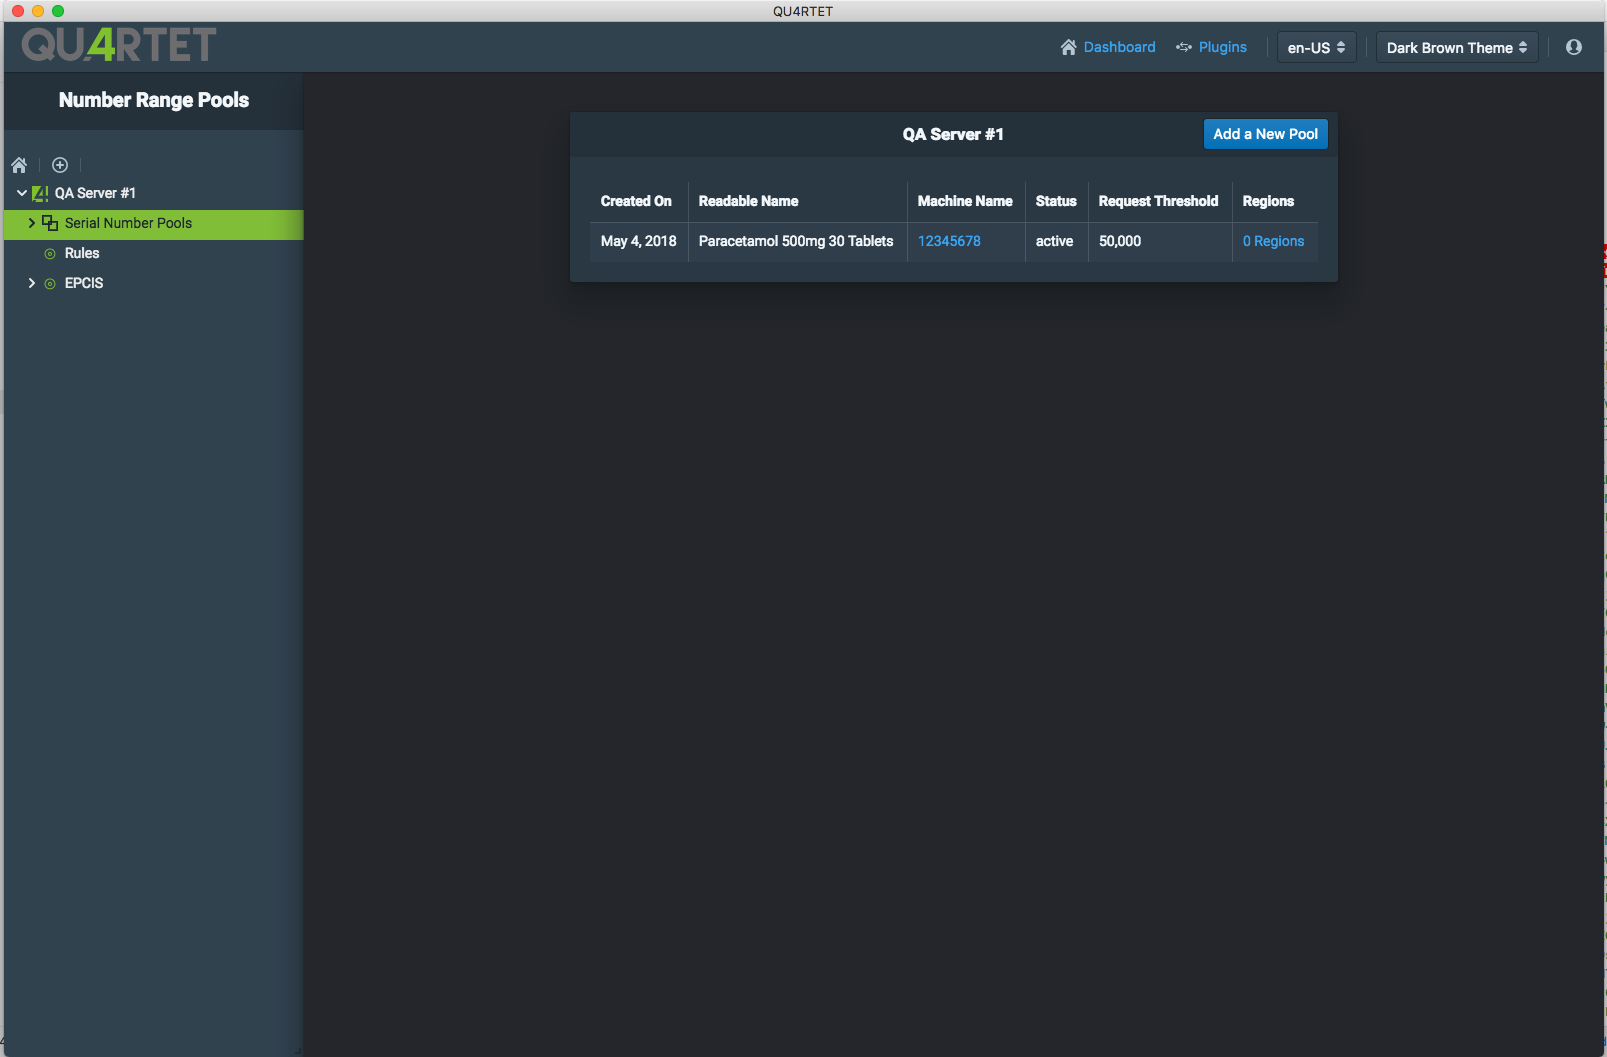 QU4RTET
QU4RTET
Dashboard Plugins en-US Dark Brown Theme
Number Range Pools
QA Server #1
Serial Number Pools
Rules
EPCIS
QA Server #1 Add a New Pool
Created On Readable Name Machine Name Status Request Threshold Regions
May 4, 2018 Paracetamol 500mg 30 Tablets 12345678 active 50,000 0 Regions